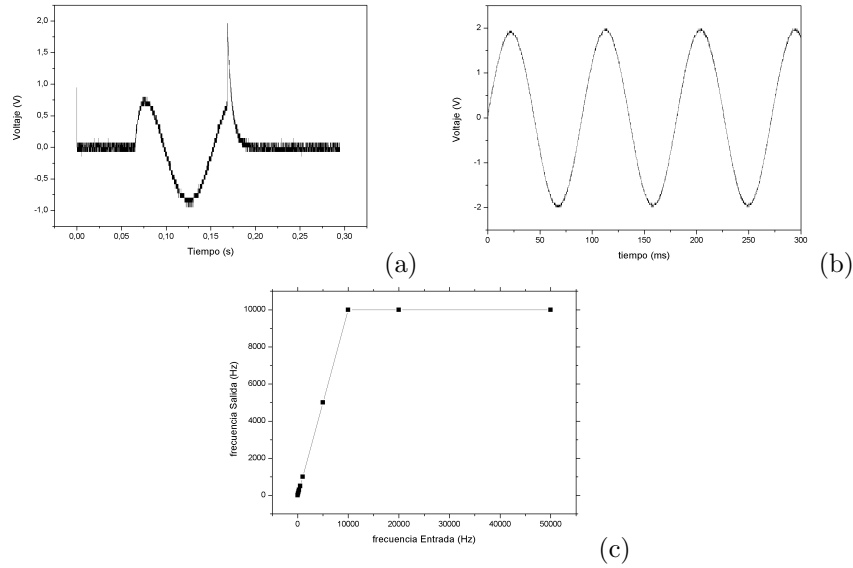 2,0
1,5
1,0
0,5
0,0
-0,5
-1,0
Voltaje (V)
0,00 0,05 0,10 0,15 0,20 0,25 0,30
Tiempo (s)
(a)
2
1
0
-1
-2
Voltaje (V)
0 50 100 150 200 250 300
tiempo (ms)
(b)
10000
8000
6000
4000
2000
0
frecuencia Salida (Hz)
0 10000 20000 30000 40000 50000
frecuencia Entrada (Hz)
(c)